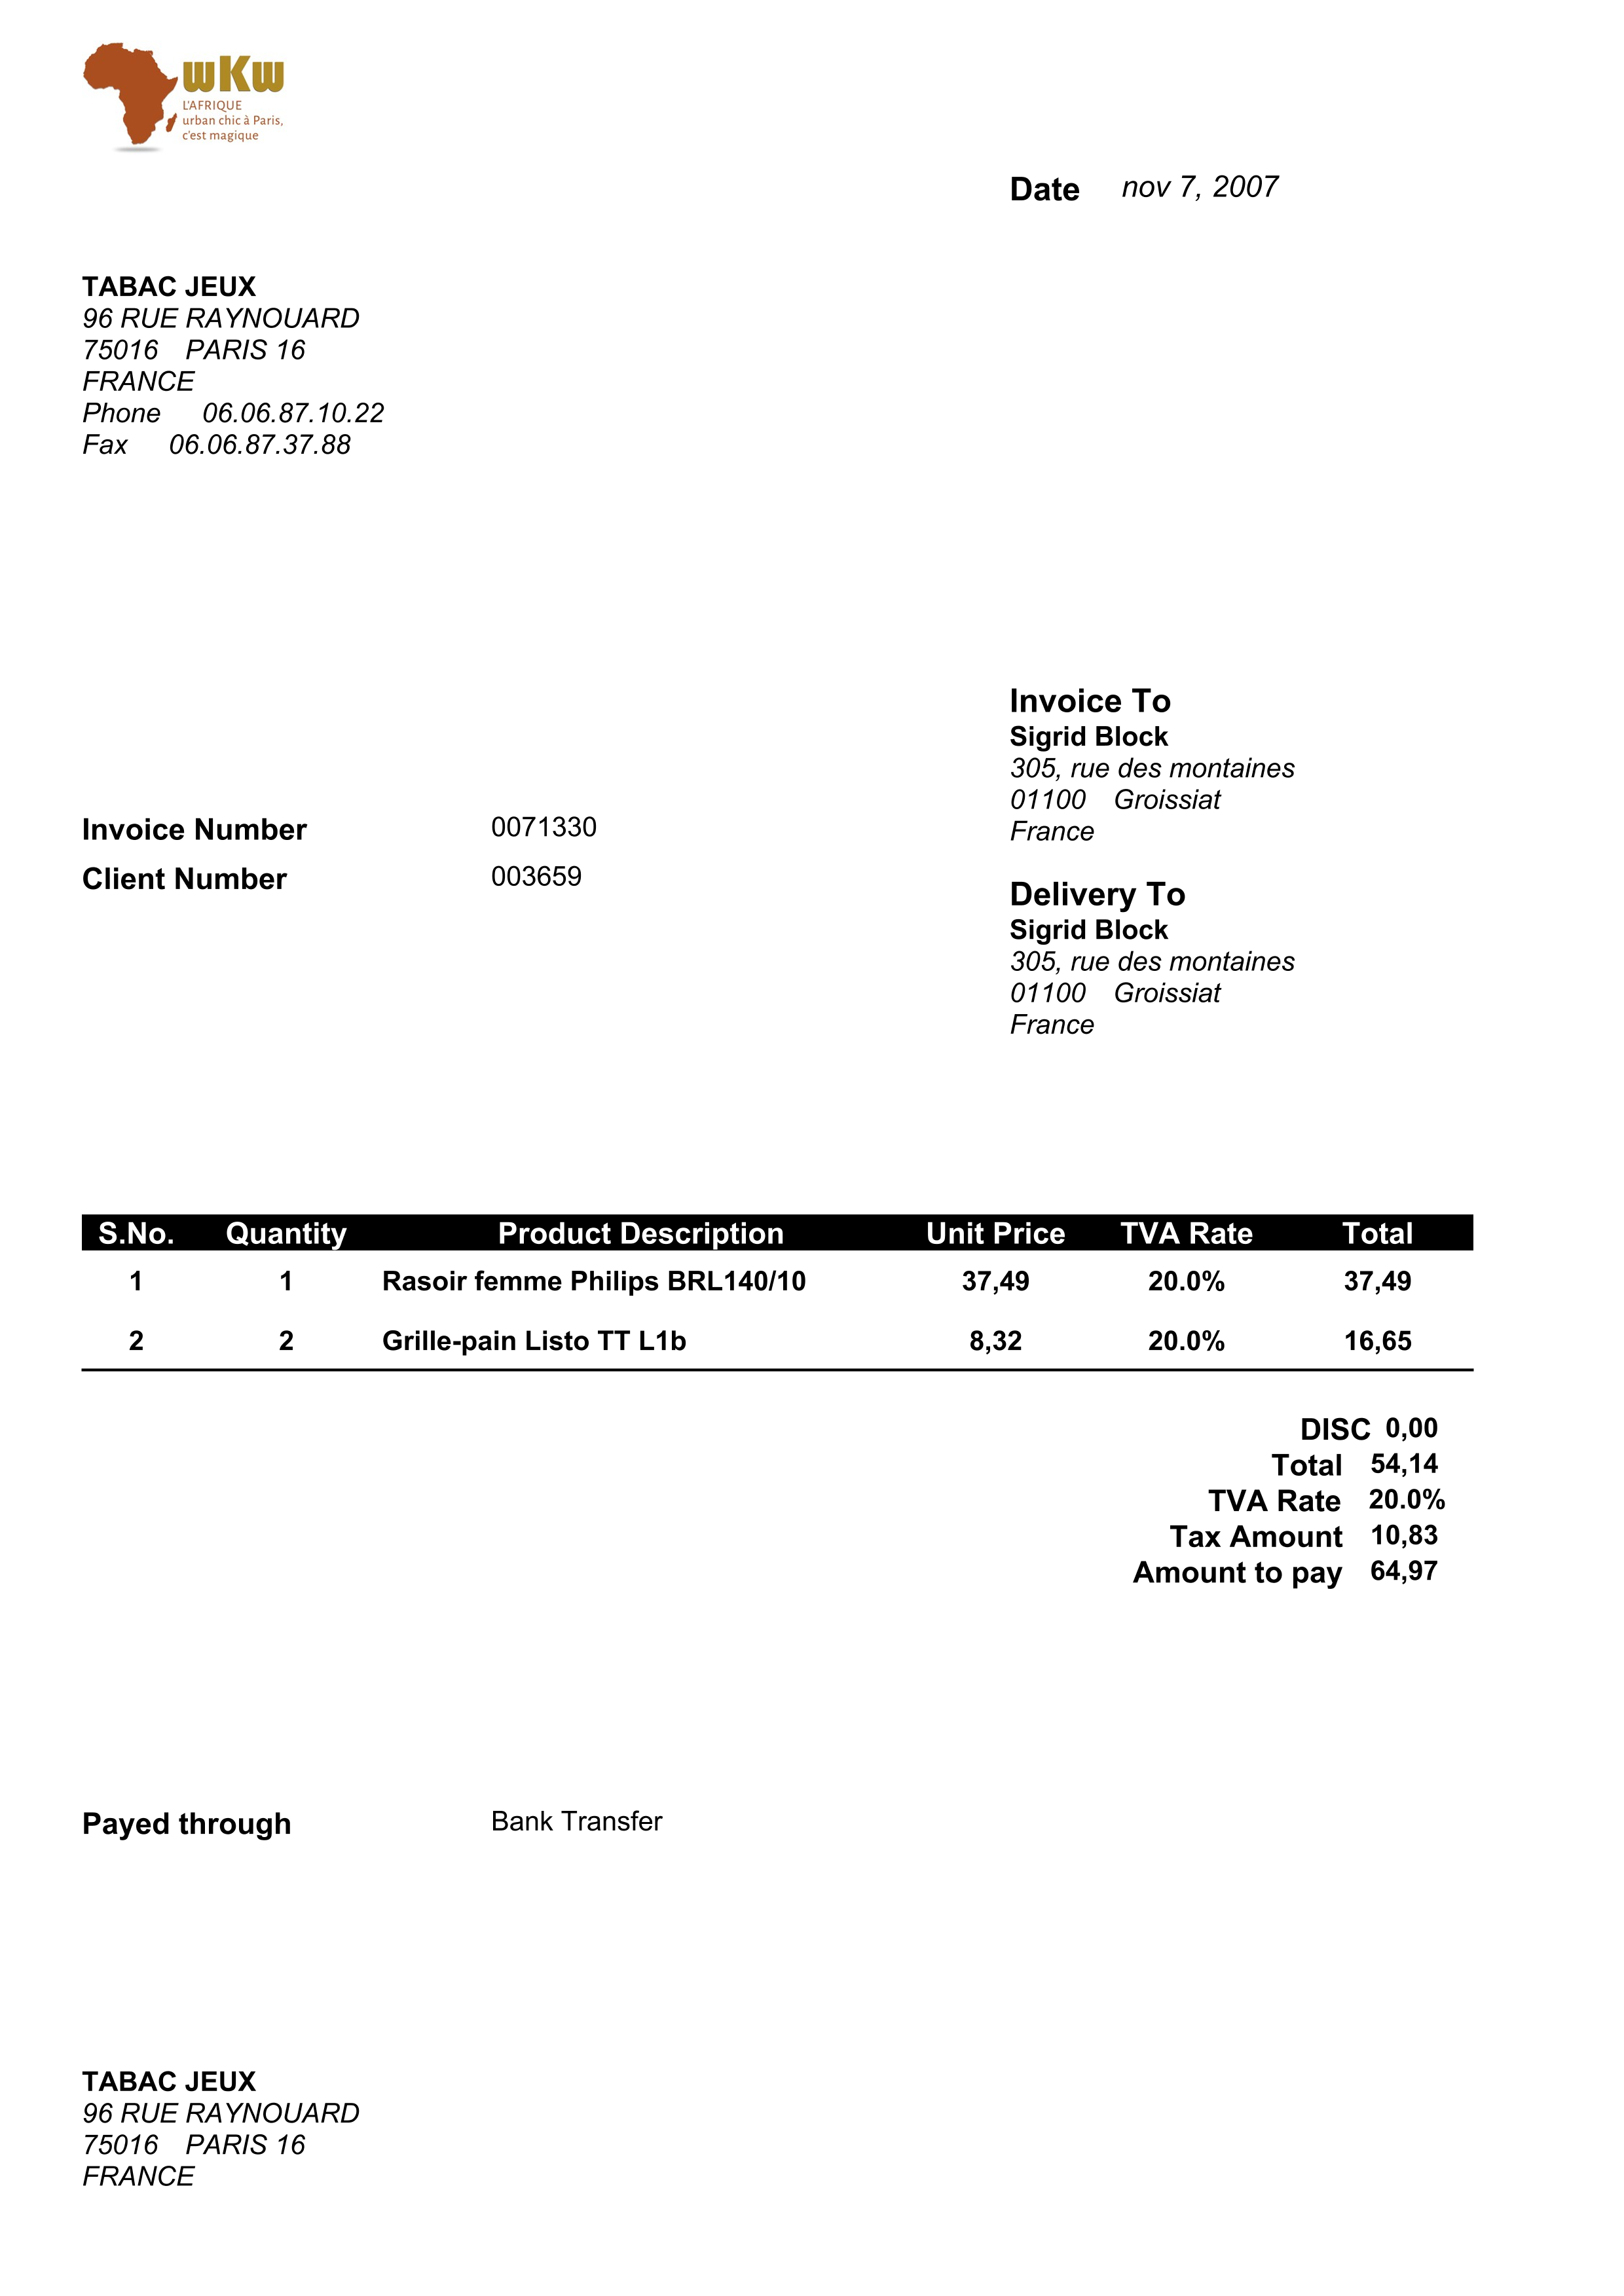 wKw
L'AFRIQUE
urban chic à Paris,
c'est magique
Date nov 7, 2007
TABAC JEUX
96 RUE RAYNOUARD
75016 PARIS 16
FRANCE
Phone 06.06.87.10.22
Fax 06.06.87.37.88
Invoice To
Sigrid Block
305, rue des montaines
01100 Groissiat
France
Invoice Number 0071330
Client Number 003659
Delivery To
Sigrid Block
305, rue des montaines
01100 Groissiat
France
S.No. Quantity Product Description Unit Price TVA Rate Total
1 1 Rasoir femme Philips BRL140/10 37,49 20.0% 37,49
2 2 Grille-pain Listo TT L1b 8,32 20.0% 16,65
DISC 0,00
Total 54,14
TVA Rate 20.0%
Tax Amount 10,83
Amount to pay 64,97
Payed through Bank Transfer
TABAC JEUX
96 RUE RAYNOUARD
75016 PARIS 16
FRANCE